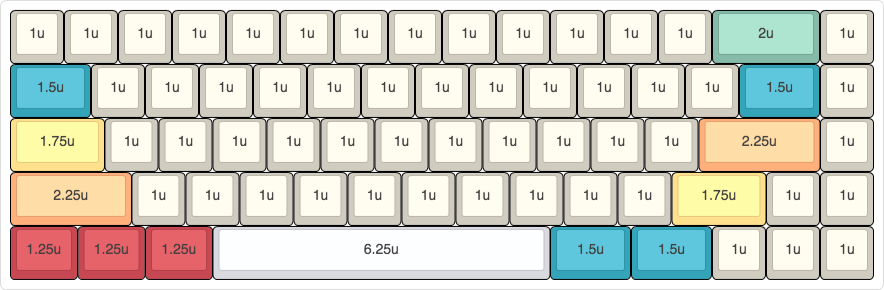 1u 1u 1u 1u 1u 1u 1u 1u 1u 1u 1u 1u 1u 2u 1u
1.5u 1u 1u 1u 1u 1u 1u 1u 1u 1u 1u 1u 1u 1.5u 1u
1.75u 1u 1u 1u 1u 1u 1u 1u 1u 1u 1u 1u 2.25u 1u
2.25u 1u 1u 1u 1u 1u 1u 1u 1u 1u 1u 1.75u 1u 1u
1.25u 1.25u 1.25u 6.25u 1.5u 1.5u 1u 1u 1u